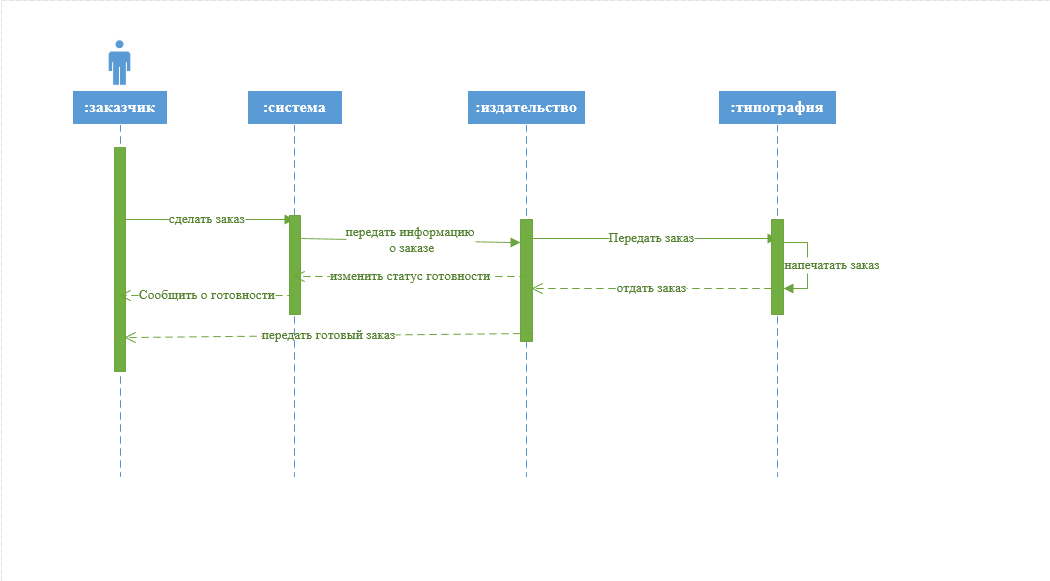 :заказчик
:система
:издательство
:типография
сделать заказ
передать информацию
о заказе
Передать заказ
напечатать заказ
изменить статус готовности
отдать заказ
Сообщить о готовности
передать готовый заказ